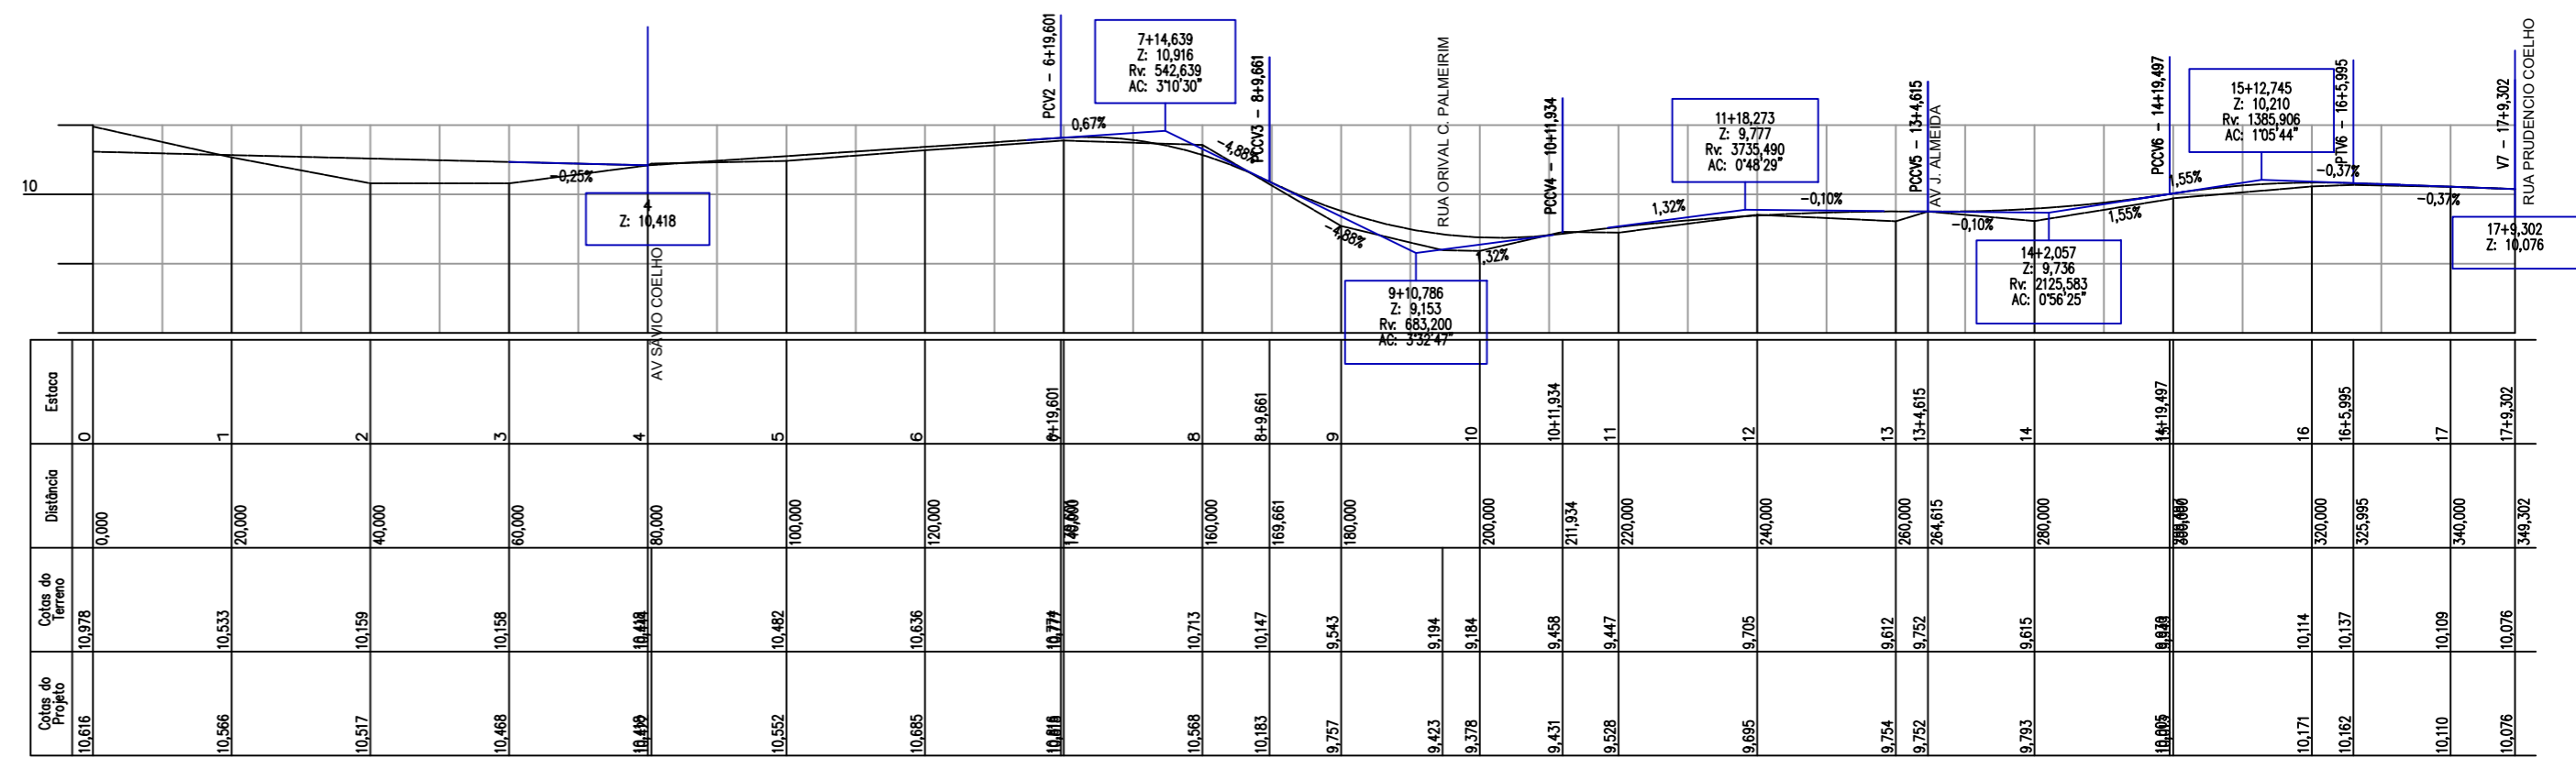 PCV2 - 6+19,601
7+14,639
Z: 10,916
Rv: 542,639
AC: 3°10'30"
PCCV3 - 8+9,661
RUA ORIVAL C. PALMEIRIM
PCCV4 - 10+11,934
11+18,273
Z: 9,777
Rv: 3735,490
AC: 0°48'29"
PCCV5 - 13+4,615
AV J. ALMEIDA
PCCV6 - 14+19,497
15+12,745
Z: 10,210
Rv: 1385,906
AC: 1°05'44"
PTV6 - 16+5,995
V7 - 17+9,302
RUA PRUDENCIO COELHO
10
-0,25%
0,67%
-4,88%
-4,88%
1,32%
1,32%
-0,10%
-0,10%
1,55%
1,55%
-0,37%
-0,37%
4
Z: 10,418
AV SAVIO COELHO
9+10,786
Z: 9,153
Rv: 683,200
AC: 3°32'47"
14+2,057
Z: 9,736
Rv: 2125,583
AC: 0°56'25"
17+9,302
Z: 10,076
Estaca
0 1 2 3 4 5 6 6+19,601 8 8+9,661 9 10 10+11,934 11 12 13 13+4,615 14 16 16+5,995 17 17+9,302
Distância
0,000 20,000 40,000 60,000 80,000 100,000 120,000 160,000 169,661 180,000 200,000 211,934 220,000 240,000 260,000 264,615 280,000 320,000 325,995 340,000 349,302
Cotas do
Terreno
10,978 10,533 10,159 10,158 10,482 10,636 10,713 10,147 9,543 9,194 9,184 9,458 9,447 9,705 9,612 9,752 9,615 10,114 10,137 10,109 10,076
Cotas do
Projeto
10,616 10,566 10,517 10,468 10,552 10,685 10,568 10,183 9,757 9,423 9,378 9,431 9,528 9,695 9,754 9,752 9,793 10,171 10,162 10,110 10,076